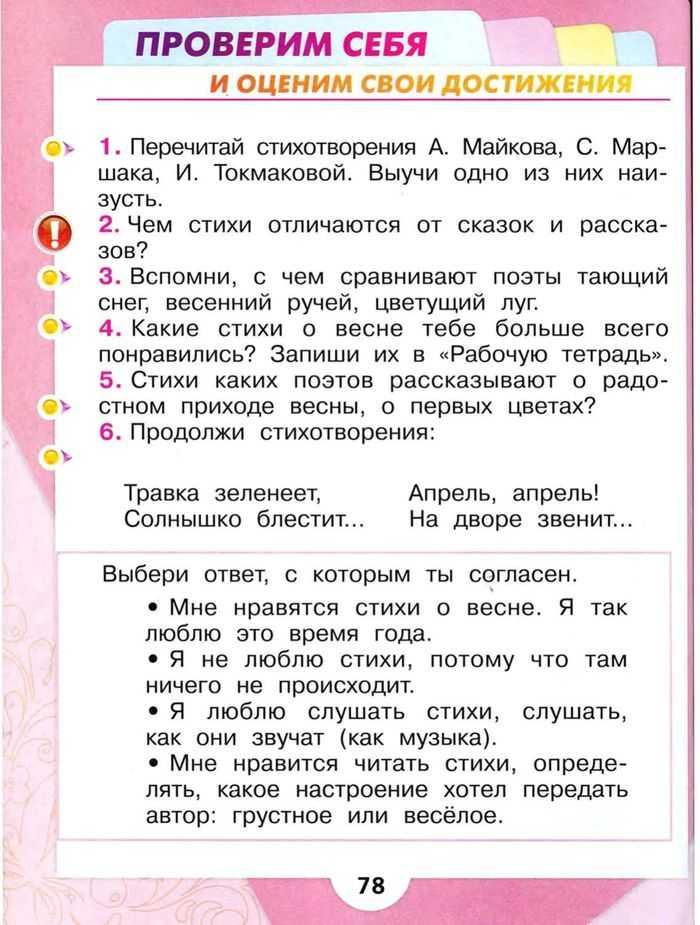 ПРОВЕРИМ СЕБЯ
И ОЦЕНИМ СВОИ ДОСТИЖЕНИЯ
1. Перечитай стихотворения А. Майкова, С. Мар-
шака, И. Токмаковой. Выучи одно из них наи-
зусть.
2. Чем стихи отличаются от сказок и расска-
зов?
3. Вспомни, с чем сравнивают поэты тающий
снег, весенний ручей, цветущий луг.
4. Какие стихи о весне тебе больше всего
понравились? Запиши их в «Рабочую тетрадь».
5. Стихи каких поэтов рассказывают о радо-
стном приходе весны, о первых цветах?
6. Продолжи стихотворения:
Травка зеленеет,
Солнышко блестит...
Апрель, апрель!
На дворе звенит...
Выбери ответ, с которым ты согласен.
• Мне нравятся стихи о весне. Я так
люблю это время года.
• Я не люблю стихи, потому что там
ничего не происходит.
• Я люблю слушать стихи, слушать,
как они звучат (как музыка).
• Мне нравится читать стихи, опреде-
лять, какое настроение хотел передать
автор: грустное или весёлое.
78